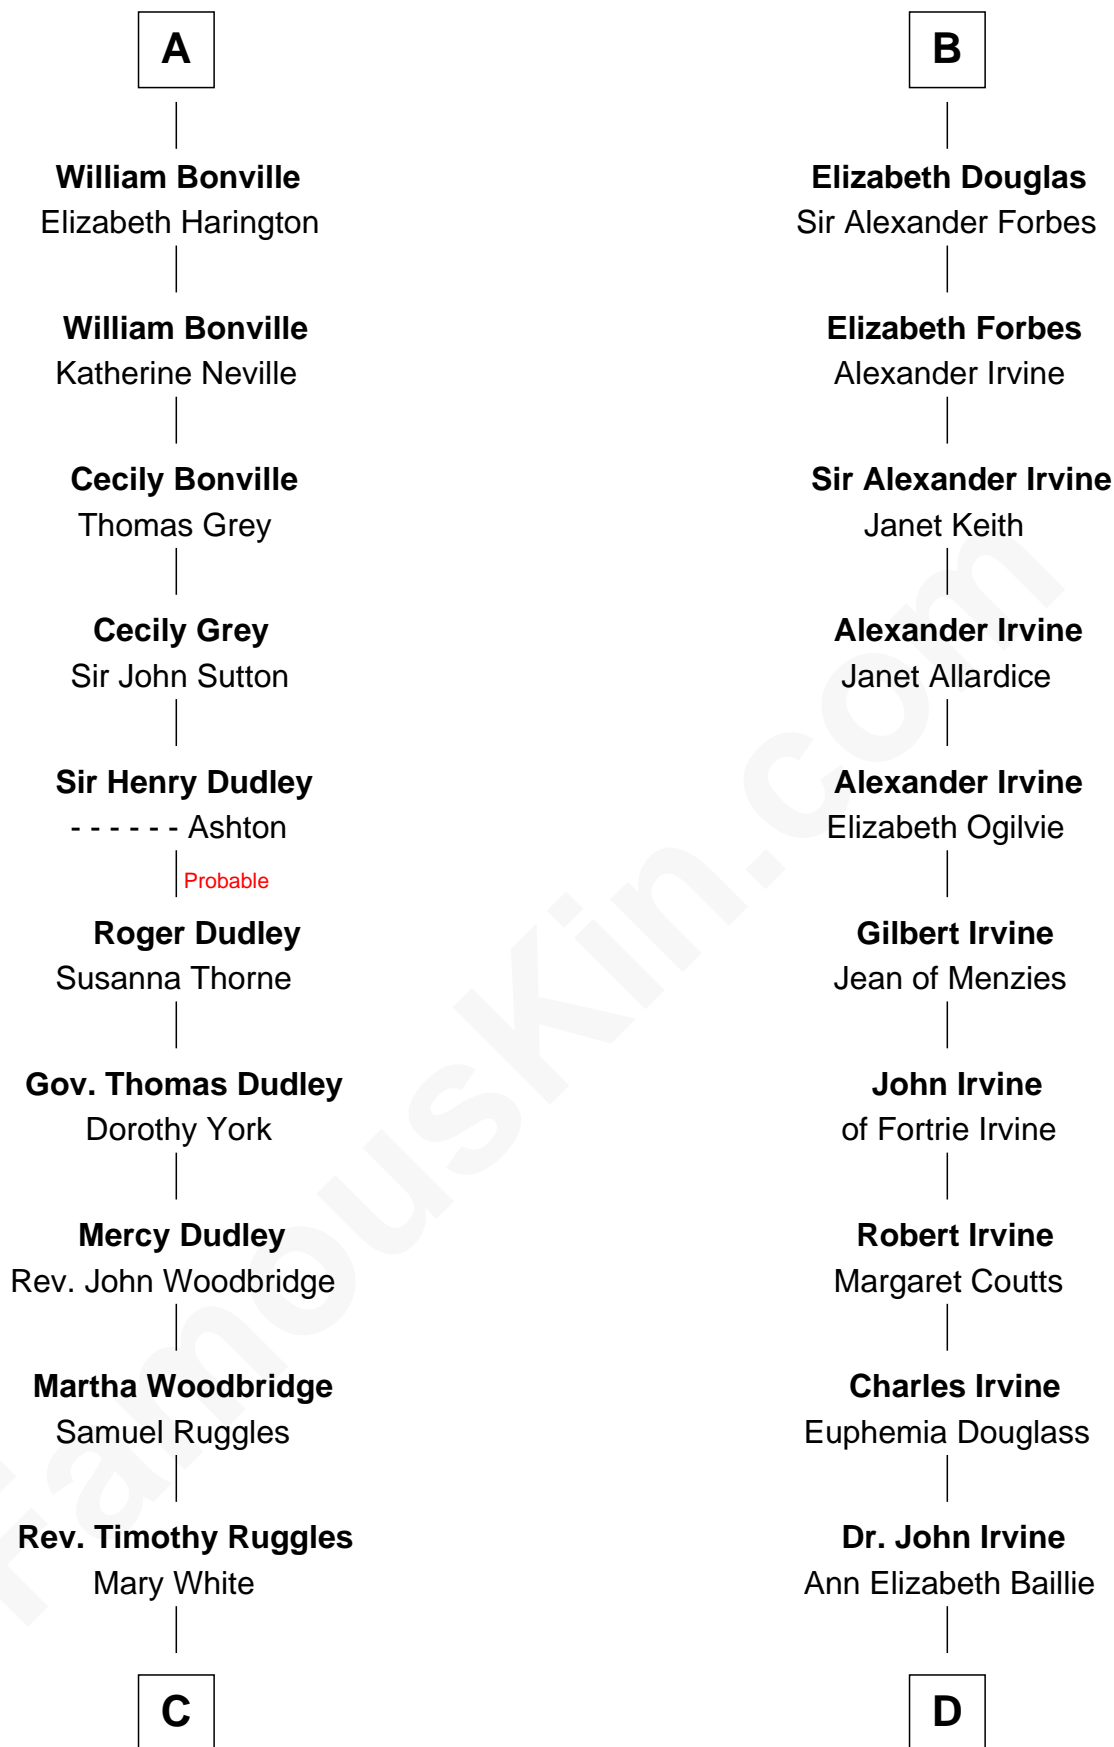 A
William Bonville
Elizabeth Harington
William Bonville
Katherine Neville
Cecily Bonville
Thomas Grey
Cecily Grey
Sir John Sutton
Sir Henry Dudley
- - - - - - Ashton
Probable
Roger Dudley
Susanna Thorne
Gov. Thomas Dudley
Dorothy York
Mercy Dudley
Rev. John Woodbridge
Martha Woodbridge
Samuel Ruggles
Rev. Timothy Ruggles
Mary White
C
B
Elizabeth Douglas
Sir Alexander Forbes
Elizabeth Forbes
Alexander Irvine
Sir Alexander Irvine
Janet Keith
Alexander Irvine
Janet Allardice
Alexander Irvine
Elizabeth Ogilvie
Gilbert Irvine
Jean of Menzies
John Irvine
of Fortrie Irvine
Robert Irvine
Margaret Coutts
Charles Irvine
Euphemia Douglass
Dr. John Irvine
Ann Elizabeth Baillie
D
FamousKin.com